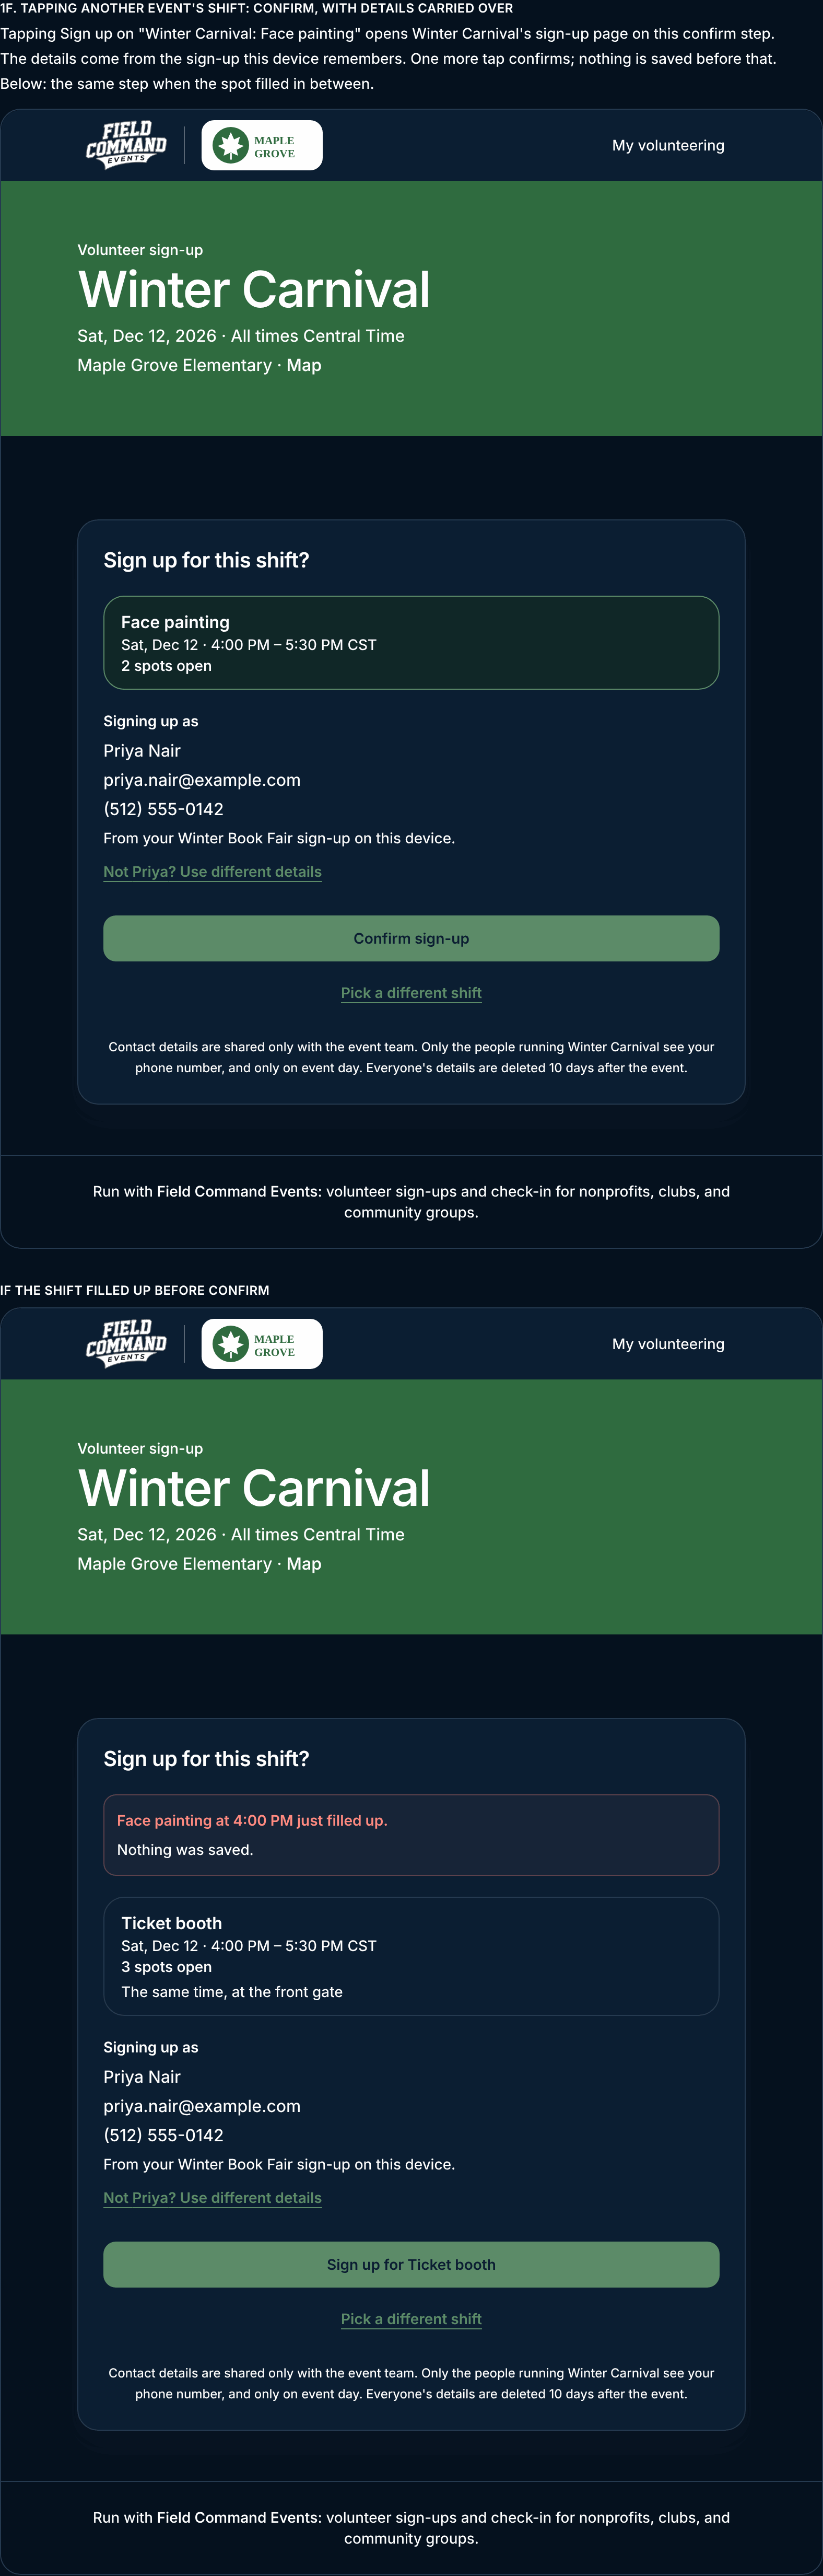 1F. TAPPING ANOTHER EVENT'S SHIFT: CONFIRM, WITH DETAILS CARRIED OVER
Tapping Sign up on "Winter Carnival: Face painting" opens Winter Carnival's sign-up page on this confirm step.
The details come from the sign-up this device remembers. One more tap confirms; nothing is saved before that.
Below: the same step when the spot filled in between.
FIELD
COMMAND
EVENTS
MAPLE
GROVE
My volunteering
Volunteer sign-up
Winter Carnival
Sat, Dec 12, 2026 · All times Central Time
Maple Grove Elementary · Map
Sign up for this shift?
Face painting
Sat, Dec 12 · 4:00 PM – 5:30 PM CST
2 spots open
Signing up as
Priya Nair
priya.nair@example.com
(512) 555-0142
From your Winter Book Fair sign-up on this device.
Not Priya? Use different details
Confirm sign-up
Pick a different shift
Contact details are shared only with the event team. Only the people running Winter Carnival see your
phone number, and only on event day. Everyone's details are deleted 10 days after the event.
Run with Field Command Events: volunteer sign-ups and check-in for nonprofits, clubs, and
community groups.
IF THE SHIFT FILLED UP BEFORE CONFIRM
FIELD
COMMAND
EVENTS
MAPLE
GROVE
My volunteering
Volunteer sign-up
Winter Carnival
Sat, Dec 12, 2026 · All times Central Time
Maple Grove Elementary · Map
Sign up for this shift?
Face painting at 4:00 PM just filled up.
Nothing was saved.
Ticket booth
Sat, Dec 12 · 4:00 PM – 5:30 PM CST
3 spots open
The same time, at the front gate
Signing up as
Priya Nair
priya.nair@example.com
(512) 555-0142
From your Winter Book Fair sign-up on this device.
Not Priya? Use different details
Sign up for Ticket booth
Pick a different shift
Contact details are shared only with the event team. Only the people running Winter Carnival see your
phone number, and only on event day. Everyone's details are deleted 10 days after the event.
Run with Field Command Events: volunteer sign-ups and check-in for nonprofits, clubs, and
community groups.